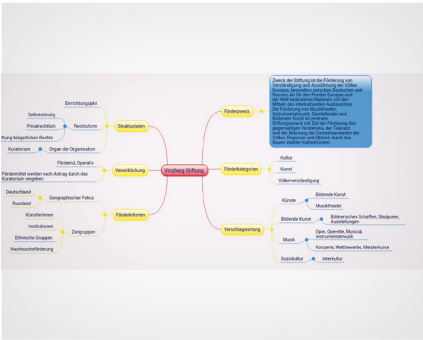 Einrichtungsjahr
Selbstständig
Privatrechtlich
Rechtsform
ftung bürgerlichen Rechts
Kuratorium
Organ der Organisation
Strukturdaten
Fördernd, Operativ
Fördermittel werden nach Antrag durch das
Kuratorium vergeben
Verwirklichung
Deutschland
Russland
Geographischer Fokus
Künstlerinnen
Institutionen
Ethnische Gruppen
Nachwuchsförderung
Zielgruppen
Förderkriterien
Vinzberg Stiftung
Förderzweck
Zweck der Stiftung ist die Förderung von
Verständigung und Aussöhnung der Völker
Europas, besonders zwischen Deutschen und
Russen, als für den Frieden Europas und
der Welt bedeutende Nationen, mit den
Mitteln des interkulturellen Austausches.
Die Förderung von Musiktheater,
Instrumentalmusik, Darstellender und
Bildender Kunst ist zentraler
Stiftungszweck mit Ziel der Förderung des
gegenseitigen Verstehens, der Toleranz
und der Betonung der Gemeinsamkeiten der
Völker, Regionen und Ethnien durch das
Bauen stabiler Kulturbrücken.
Förderkategorien
Kultur
Kunst
Völkerverständigung
Verschlagwortung
Künste
Bildende Kunst
Musiktheater
Bildende Kunst
Bildnerisches Schaffen, Skulpturen,
Ausstellungen
Musik
Oper, Operette, Musical,
Instrumentalmusik
Konzerte, Wettbewerbe, Meisterkurse
Soziokultur
Interkultur